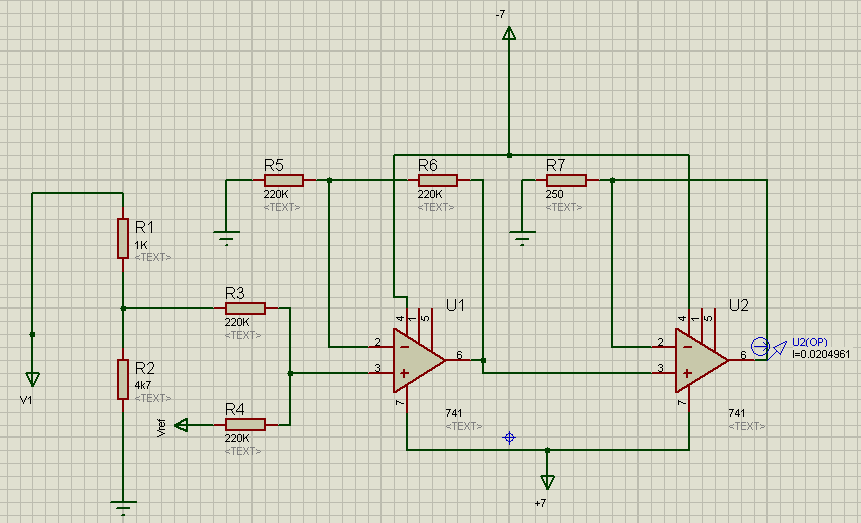 -7
R5
220K
<TEXT>
R6
220K
<TEXT>
R7
250
<TEXT>
R1
1K
<TEXT>
R3
220K
<TEXT>
U1
4
1
5
2
3
6
7
741
<TEXT>
U2
4
1
5
2
3
6
7
741
<TEXT>
U2(OP)
I=0.0204961
R2
4k7
<TEXT>
V1
R4
220K
<TEXT>
Vref
+7